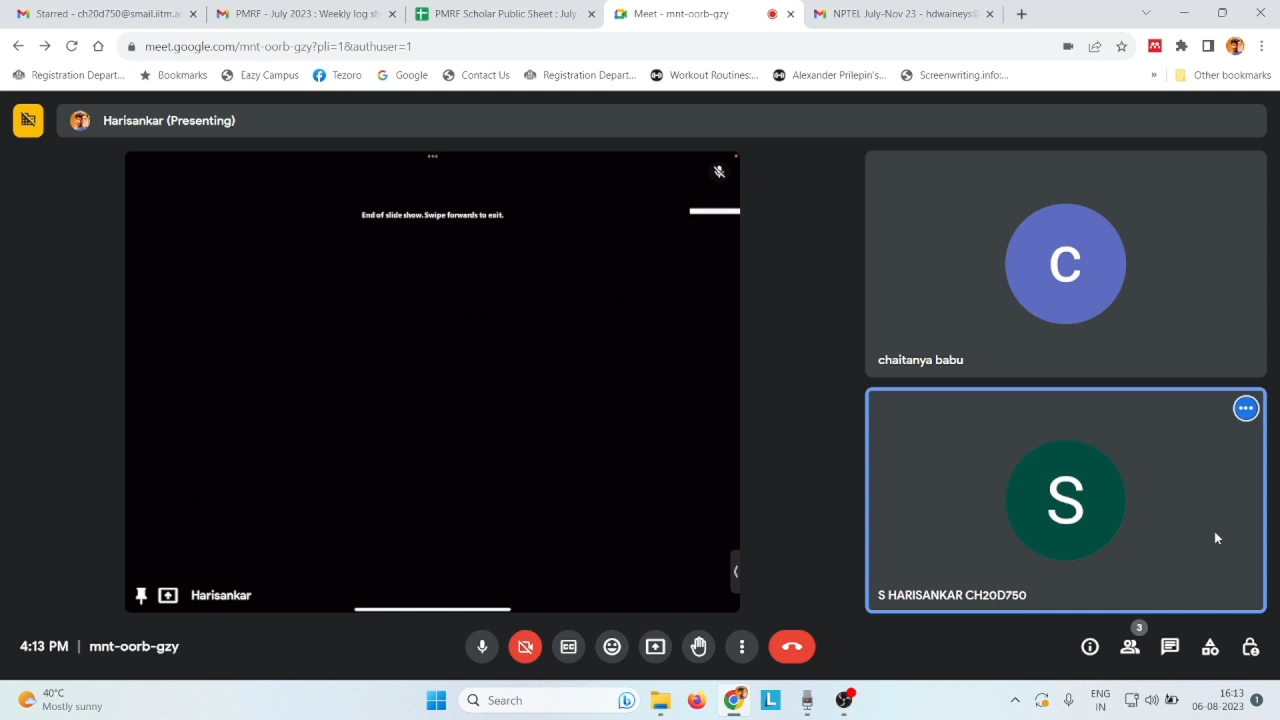 Starred - ch20d750@smail.iitm.a
PMRF - July 2023 : Weekly log sh
PMRF Scholar Public Sheet : July
Meet - mnt-oorb-gzy
NPTEL July-Nov 23 - hdwaineys@
meet.google.com/mnt-oorb-gzy?pli=1&authuser=1
Registration Depart...
Bookmarks
Eazy Campus
Tezoro
Google
Contact Us
Registration Depart...
Workout Routines:...
Alexander Prilepin's...
Screenwriting.info:...
»
Other bookmarks
Harisankar (Presenting)
End of slide show. Swipe forwards to exit.
Harisankar
C
chaitanya babu
S
S HARISANKAR CH20D750
4:13 PM | mnt-oorb-gzy
3
40°C
Mostly sunny
Search
L
ENG
IN
16:13
06-08-2023
1